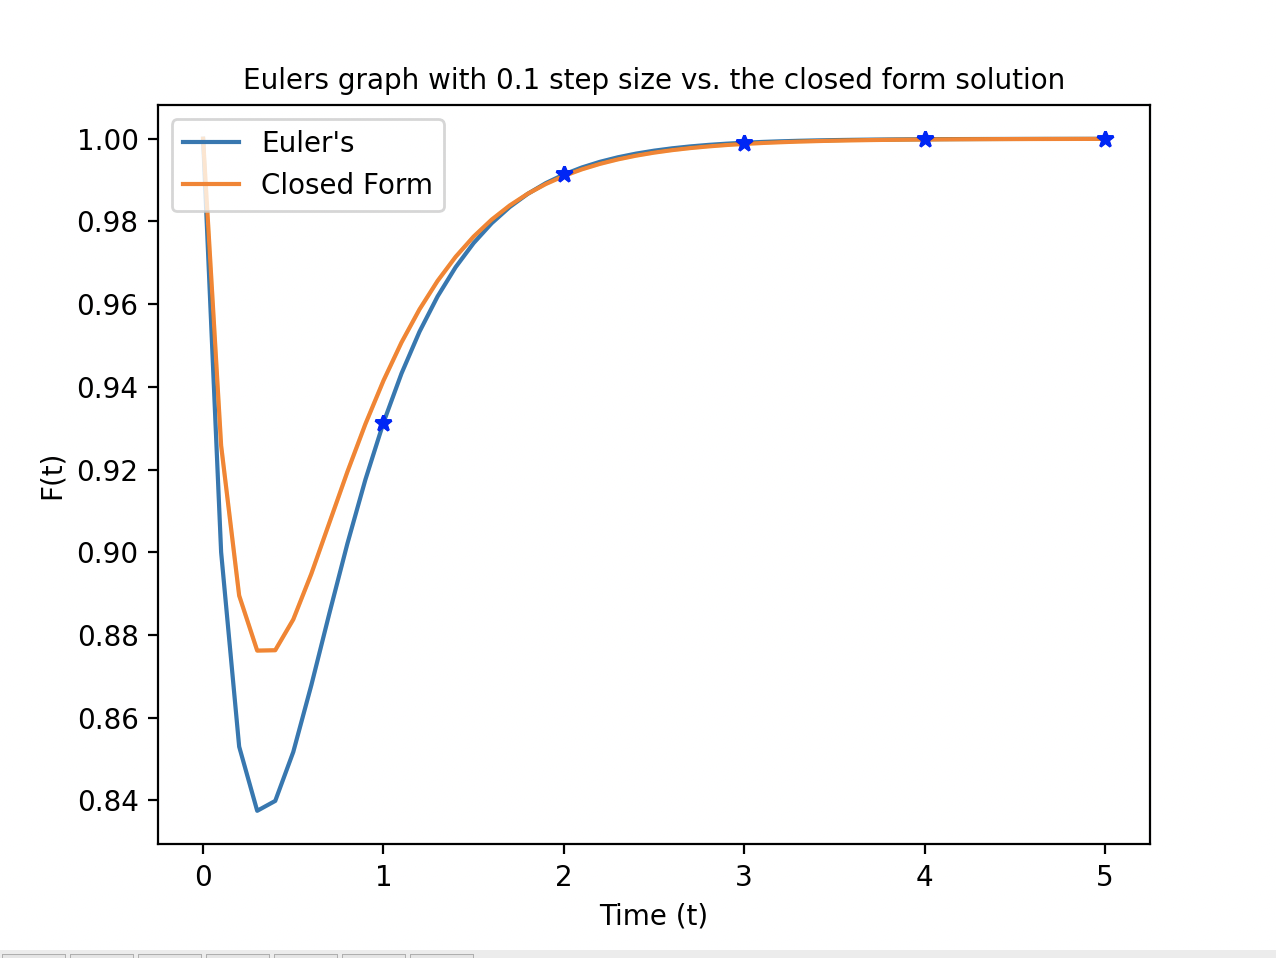 Eulers graph with 0.1 step size vs. the closed form solution
Euler's
Closed Form
1.00
0.98
0.96
0.94
0.92
0.90
0.88
0.86
0.84
F(t)
0 1 2 3 4 5
Time (t)